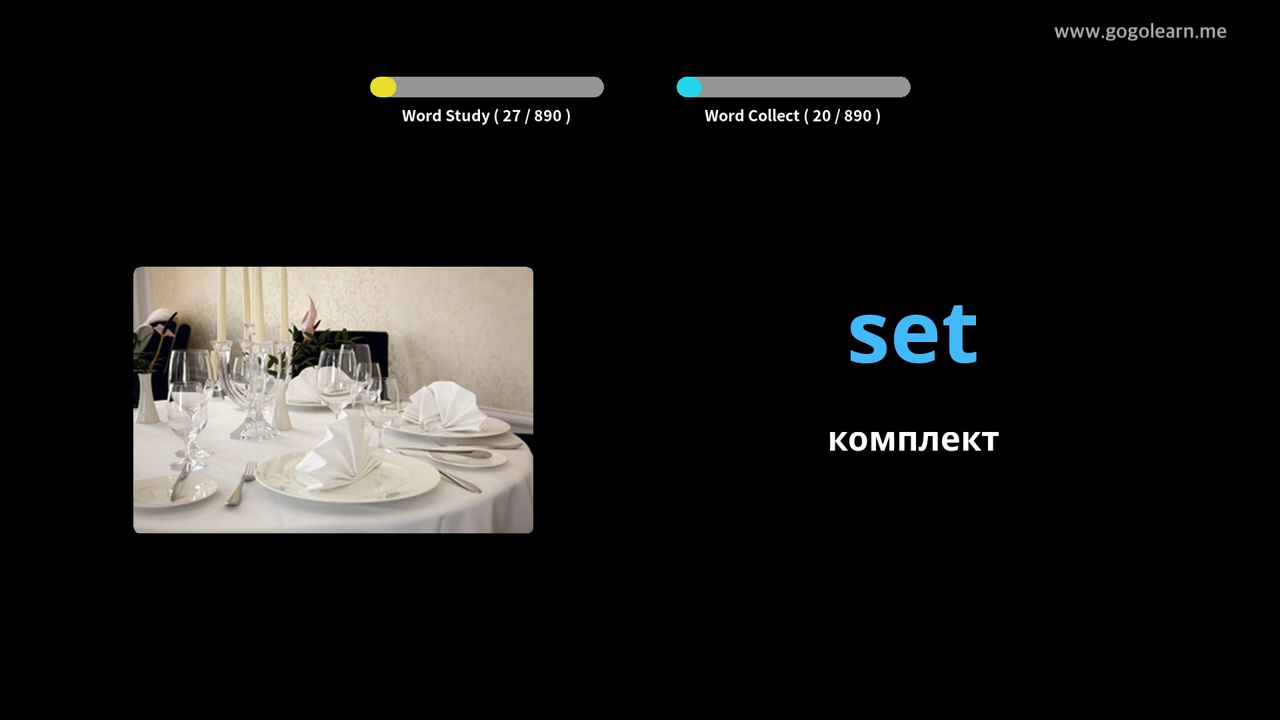 www.gogolearn.me
Word Study ( 27 / 890 )
Word Collect ( 20 / 890 )
set
комплект